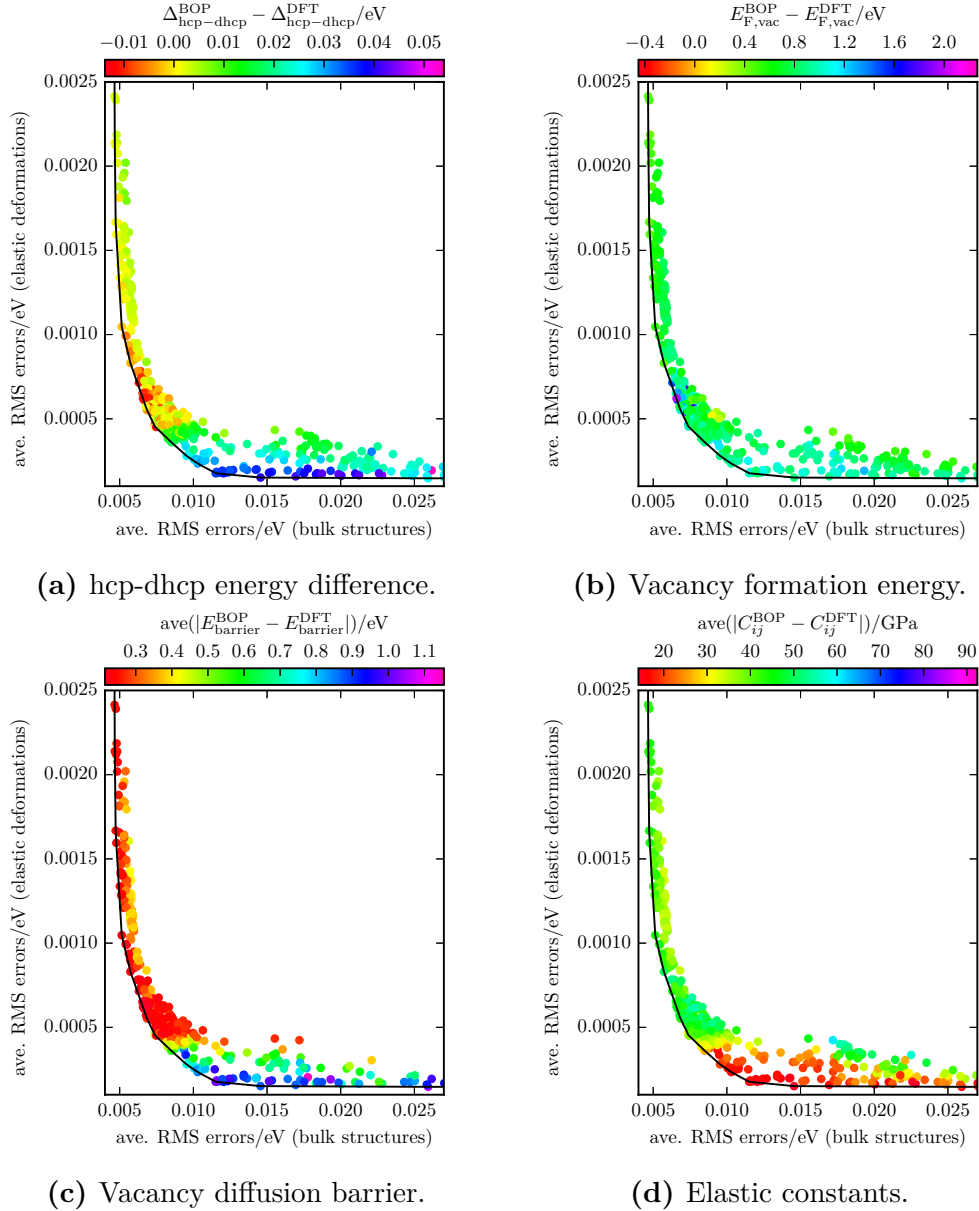 Δ^BOP_hcp−dhcp − Δ^DFT_hcp−dhcp/eV
−0.01 0.00 0.01 0.02 0.03 0.04 0.05
0.0025
0.0020
0.0015
0.0010
0.0005
ave. RMS errors/eV (elastic deformations)
0.005 0.010 0.015 0.020 0.025
ave. RMS errors/eV (bulk structures)
(a) hcp-dhcp energy difference.
E^BOP_F,vac − E^DFT_F,vac/eV
−0.4 0.0 0.4 0.8 1.2 1.6 2.0
0.0025
0.0020
0.0015
0.0010
0.0005
ave. RMS errors/eV (elastic deformations)
0.005 0.010 0.015 0.020 0.025
ave. RMS errors/eV (bulk structures)
(b) Vacancy formation energy.
ave(|E^BOP_barrier − E^DFT_barrier|)/eV
0.3 0.4 0.5 0.6 0.7 0.8 0.9 1.0 1.1
0.0025
0.0020
0.0015
0.0010
0.0005
ave. RMS errors/eV (elastic deformations)
0.005 0.010 0.015 0.020 0.025
ave. RMS errors/eV (bulk structures)
(c) Vacancy diffusion barrier.
ave(|C^BOP_ij − C^DFT_ij|)/GPa
20 30 40 50 60 70 80 90
0.0025
0.0020
0.0015
0.0010
0.0005
ave. RMS errors/eV (elastic deformations)
0.005 0.010 0.015 0.020 0.025
ave. RMS errors/eV (bulk structures)
(d) Elastic constants.